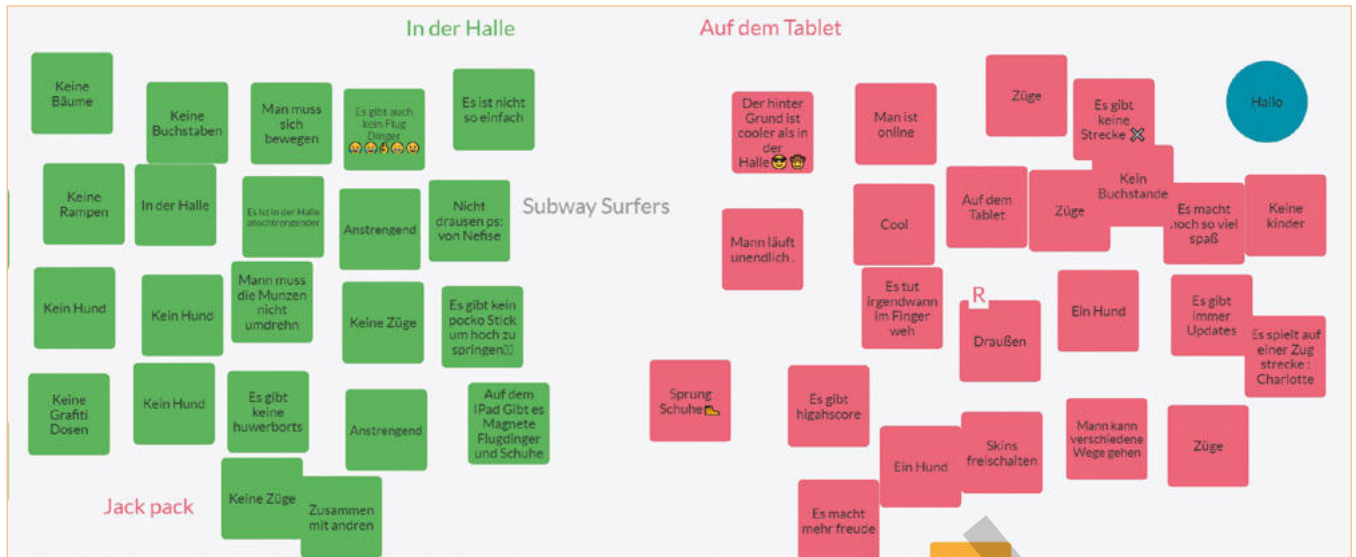 In der Halle
Auf dem Tablet
Keine
Bäume
Keine
Buchstaben
Man muss
sich
bewegen
Es gibt auch
kein Flug
Dinger
Es ist nicht
so einfach
Keine
Rampen
In der Halle
Es ist in der Halle
Anstrengend
Nicht
drausen ps:
von Nefise
Subway Surfers
Kein Hund
Kein Hund
Mann muss
die Munzen
nicht
umdrehn
Keine Züge
Es gibt kein
pocko Stick
um hoch zu
springen
Keine
Grafiti
Dosen
Kein Hund
Es gibt
keine
huwerborts
Anstrengend
Auf dem
IPad Gibt es
Magnete
Flugdinger
und Schuhe
Jack pack
Keine Züge
Zusammen
mit andren
Der hinter
Grund ist
cooler als in
der
Halle
Man ist
online
Züge
Es gibt
keine
Strecke
Hallo
Mann läuft
unendlich .
Cool
Auf dem
Tablet
Züge
Kein
Buchstande
Es macht
noch so viel
spaß
Keine
kinder
Es tut
irgendwann
im Finger
weh
R
Draußen
Ein Hund
Es gibt
immer
Updates
Es spielt auf
einer Zug
strecke :
Charlotte
Sprung
Schuhe
Es gibt
higahscore
Ein Hund
Skins
freischalten
Mann kann
verschiedene
Wege gehen
Züge
Es macht
mehr freude